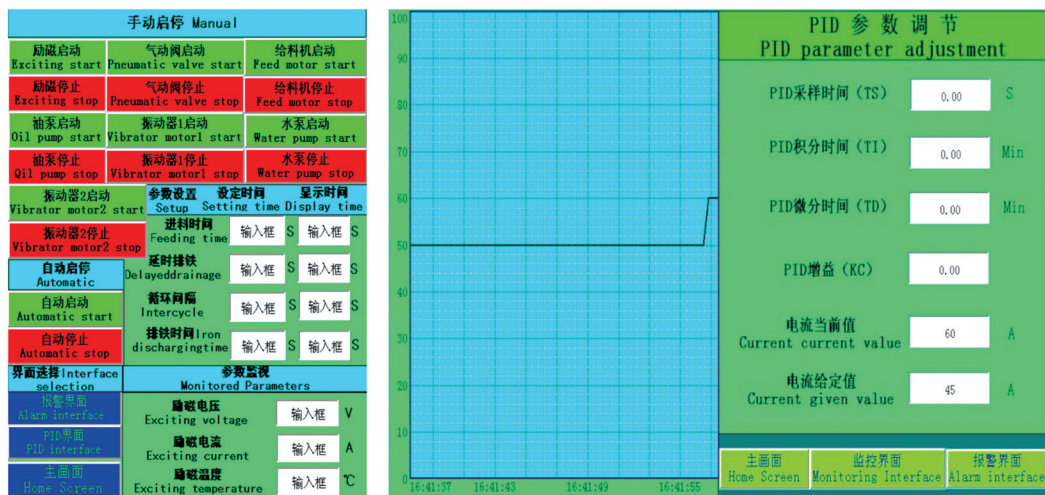 手动启停 Manual
励磁启动 气动阀启动 给料机启动
Exciting start Pneumatic valve start Feed motor start
励磁停止 气动阀停止 给料机停止
Exciting stop Pneumatic valve stop Feed motor stop
油泵启动 振动器1启动 水泵启动
Oil pump start Vibrator motor1 start Water pump start
油泵停止 振动器1停止 水泵停止
Qil pump stop Vibrator motor1 stop Water pump stop
振动器2启动
Vibrator motor2 start
振动器2停止
Vibrator motor2 stop
自动启停
Automatic
自动启动
Automatic start
自动停止
Automatic stop
参数设置 设定时间 显示时间
Setup Setting time Display time
进料时间
Feeding time 输入框 S 输入框 S
延时排铁
Delayeddrainage 输入框 S 输入框 S
循环间隔
Intercycle 输入框 S 输入框 S
排铁时间Iron
dischargingtime 输入框 S 输入框 S
界面选择Interface
selection
报警界面
Alarm interface
PID界面
PID interface
主画面
Home Screen
参数监视
Monitored Parameters
励磁电压
Exciting voltage 输入框 V
励磁电流
Exciting current 输入框 A
励磁温度
Exciting temperature 输入框 ℃
100
90
80
70
60
50
40
30
20
10
0
16:41:37 16:41:43 16:41:49 16:41:55
PID 参 数 调 节
PID parameter adjustment
PID采样时间（TS） 0.00 S
PID积分时间（TI） 0.00 Min
PID微分时间（TD） 0.00 Min
PID增益（KC） 0.00
电流当前值
Current current value 60 A
电流给定值
Current given value 45 A
主画面 监控界面 报警界面
Home Screen Monitoring Interface Alarm interface